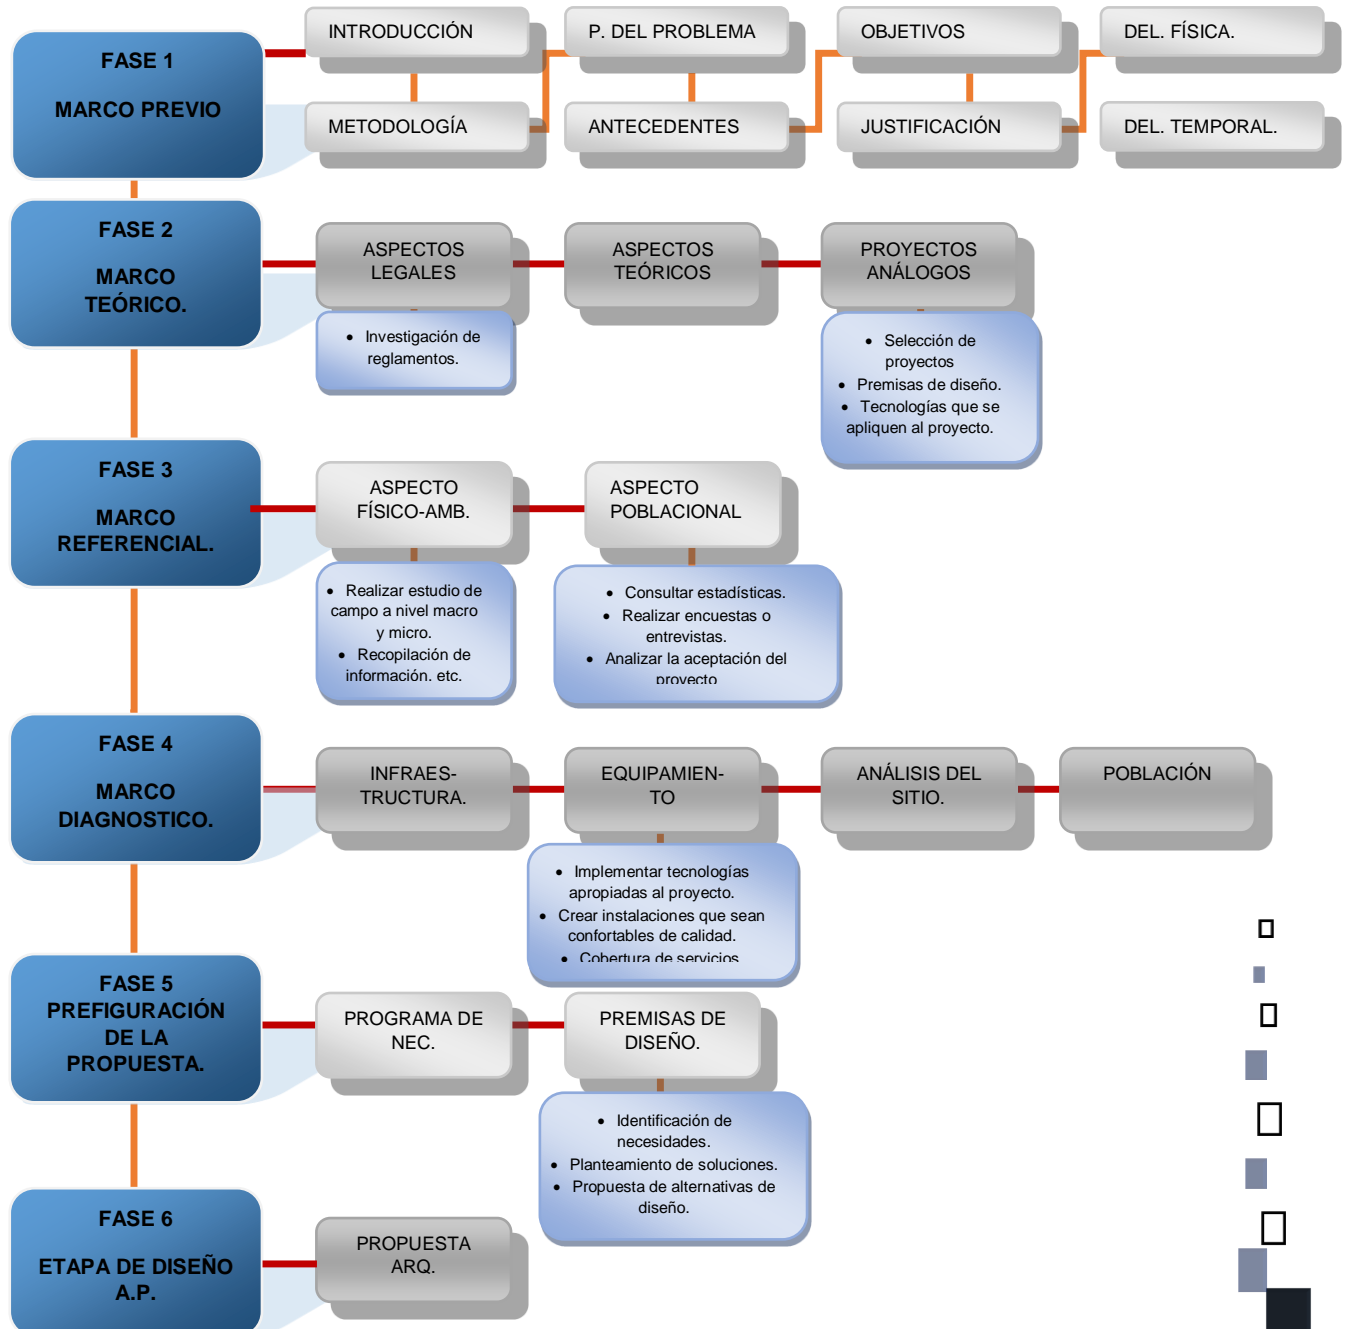 FASE 1
MARCO PREVIO
INTRODUCCIÓN
METODOLOGÍA
P. DEL PROBLEMA
ANTECEDENTES
OBJETIVOS
JUSTIFICACIÓN
DEL. FÍSICA.
DEL. TEMPORAL.
FASE 2
MARCO
TEÓRICO.
ASPECTOS
LEGALES
• Investigación de
reglamentos.
ASPECTOS
TEÓRICOS
PROYECTOS
ANÁLOGOS
• Selección de
proyectos
• Premisas de diseño.
• Tecnologías que se
apliquen al proyecto.
FASE 3
MARCO
REFERENCIAL.
ASPECTO
FÍSICO-AMB.
• Realizar estudio de
campo a nivel macro
y micro.
• Recopilación de
información. etc.
ASPECTO
POBLACIONAL
• Consultar estadísticas.
• Realizar encuestas o
entrevistas.
• Analizar la aceptación del
proyecto
FASE 4
MARCO
DIAGNOSTICO.
INFRAES-
TRUCTURA.
EQUIPAMIEN-
TO
• Implementar tecnologías
apropiadas al proyecto.
• Crear instalaciones que sean
confortables de calidad.
• Cobertura de servicios
ANÁLISIS DEL
SITIO.
POBLACIÓN
FASE 5
PREFIGURACIÓN
DE LA
PROPUESTA.
PROGRAMA DE
NEC.
PREMISAS DE
DISEÑO.
• Identificación de
necesidades.
• Planteamiento de soluciones.
• Propuesta de alternativas de
diseño.
FASE 6
ETAPA DE DISEÑO
A.P.
PROPUESTA
ARQ.